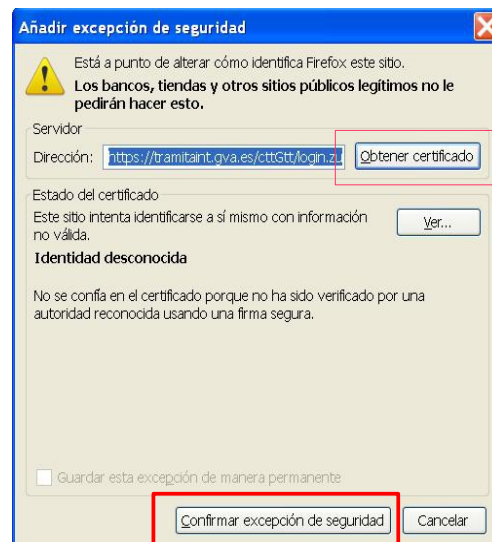 Añadir excepción de seguridad
Está a punto de alterar cómo identifica Firefox este sitio.
Los bancos, tiendas y otros sitios públicos legítimos no le
pedirán hacer esto.
Servidor
Dirección: https://tramitaint.gva.es/cttGtt/login.zu Obtener certificado
Estado del certificado
Este sitio intenta identificarse a sí mismo con información
no válida.
Ver...
Identidad desconocida
No se confía en el certificado porque no ha sido verificado por una
autoridad reconocida usando una firma segura.
Guardar esta excepción de manera permanente
Confirmar excepción de seguridad Cancelar